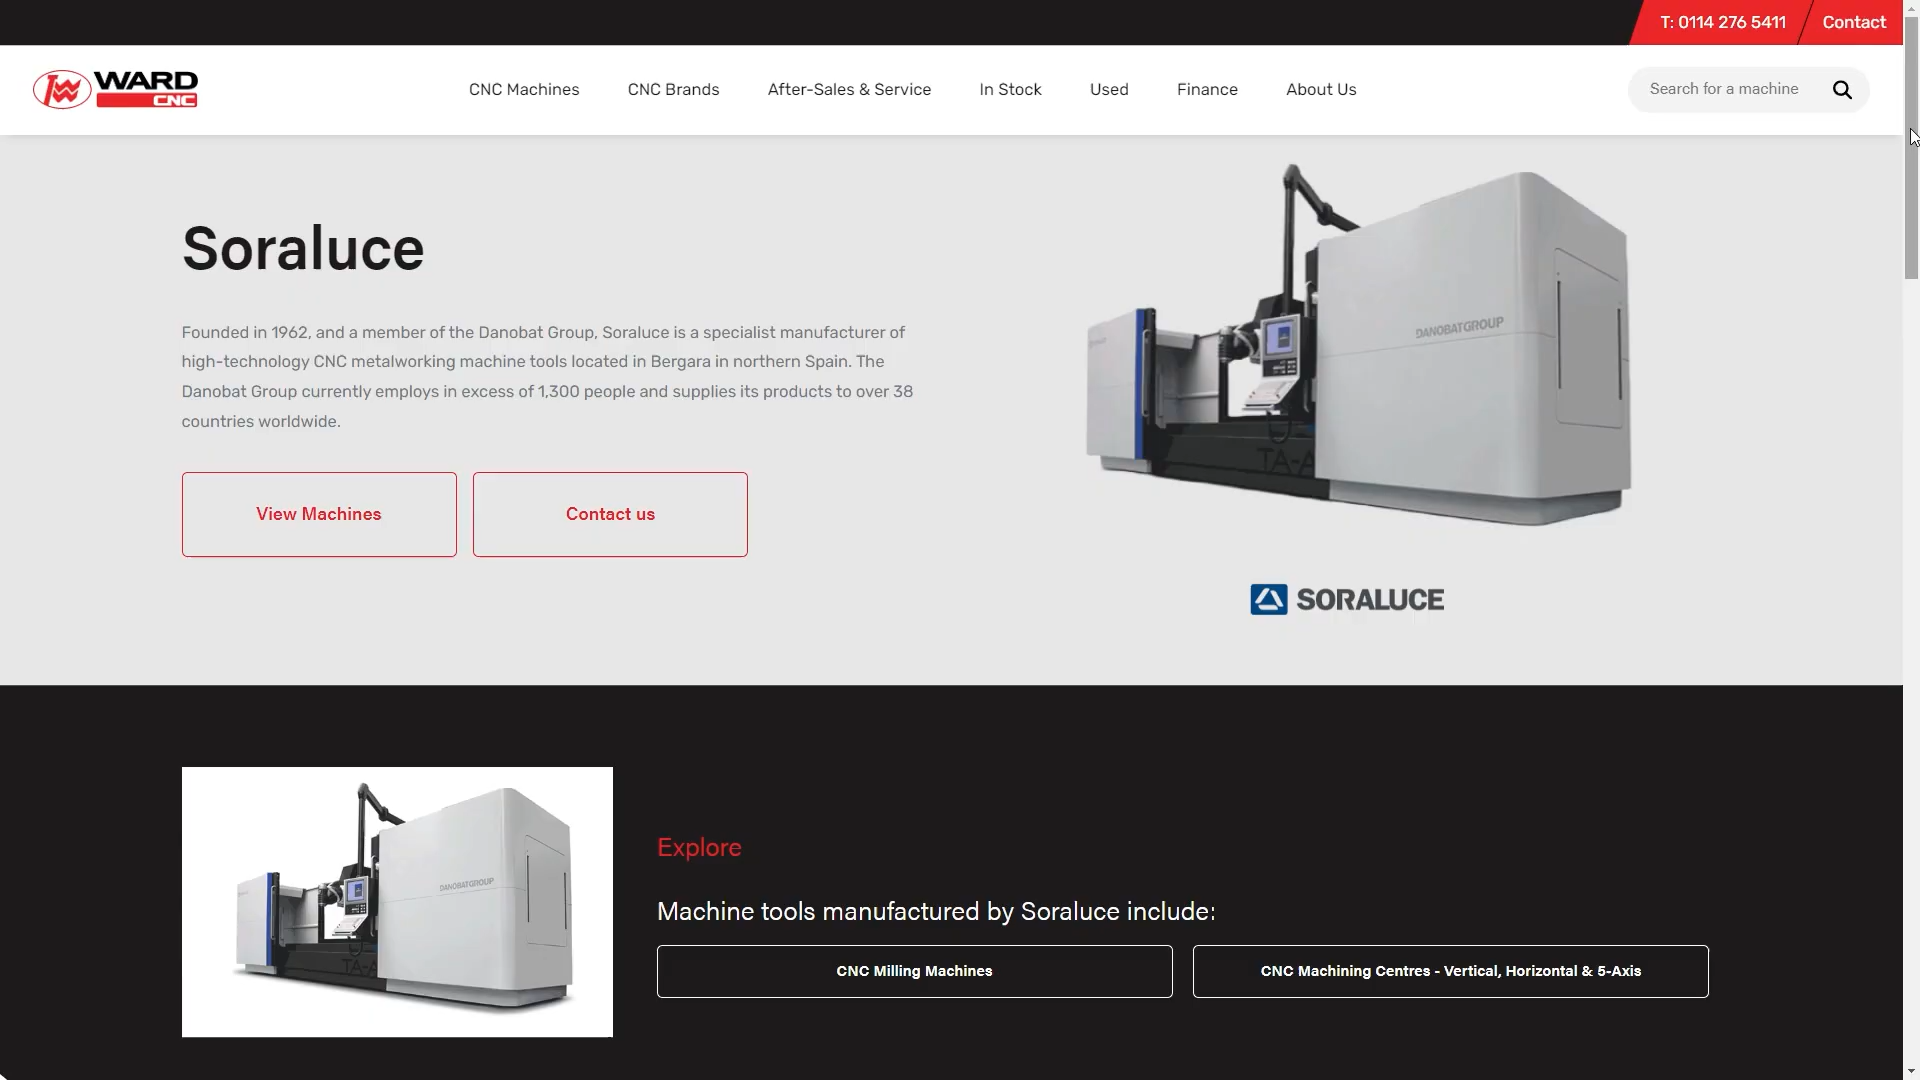 T: 0114 276 5411
Contact
WARD
CNC
CNC Machines
CNC Brands
After-Sales & Service
In Stock
Used
Finance
About Us
Search for a machine
Soraluce
Founded in 1962, and a member of the Danobat Group, Soraluce is a specialist manufacturer of
high-technology CNC metalworking machine tools located in Bergara in northern Spain. The
Danobat Group currently employs in excess of 1,300 people and supplies its products to over 38
countries worldwide.
View Machines
Contact us
DANOBATGROUP
TA-A
SORALUCE
DANOBATGROUP
TA-A
Explore
Machine tools manufactured by Soraluce include:
CNC Milling Machines
CNC Machining Centres - Vertical, Horizontal & 5-Axis